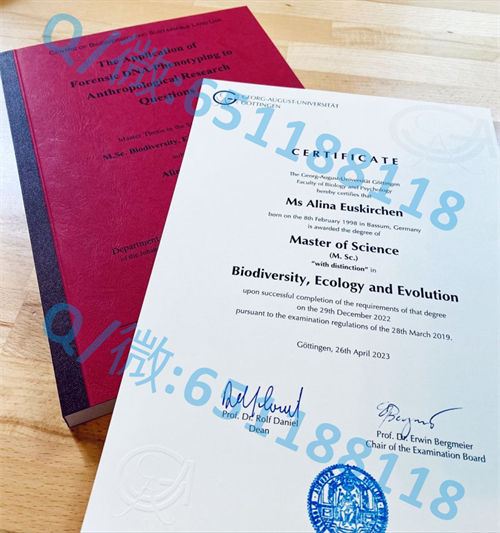 The Application of
Forensic DNA Phenotyping to
Anthropological Research
Questions
Master Thesis in the
M.Sc. Biodiversity,
Department
Q/微:651188118
GEORG-AUGUST-UNIVERSITÄT
GÖTTINGEN
CERTIFICATE
The Georg-August-Universität Göttingen
Faculty of Biology and Psychology
hereby certifies that
Ms Alina Euskirchen
born on the 8th February 1998 in Bassum, Germany
is awarded the degree of
Master of Science
(M. Sc.)
"with distinction" in
Biodiversity, Ecology and Evolution
upon successful completion of the requirements of that degree
on the 29th December 2022
pursuant to the examination regulations of the 28th March 2019.
Göttingen, 26th April 2023
Prof. Dr. Rolf Daniel
Dean
Prof. Dr. Erwin Bergmeier
Chair of the Examination Board
Q/微:651188118